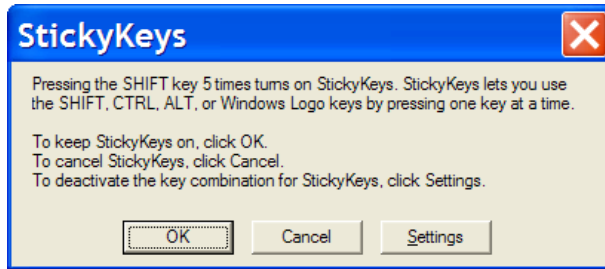 StickyKeys
Pressing the SHIFT key 5 times turns on StickyKeys. StickyKeys lets you use
the SHIFT, CTRL, ALT, or Windows Logo keys by pressing one key at a time.
To keep StickyKeys on, click OK.
To cancel StickyKeys, click Cancel.
To deactivate the key combination for StickyKeys, click Settings.
OK Cancel Settings